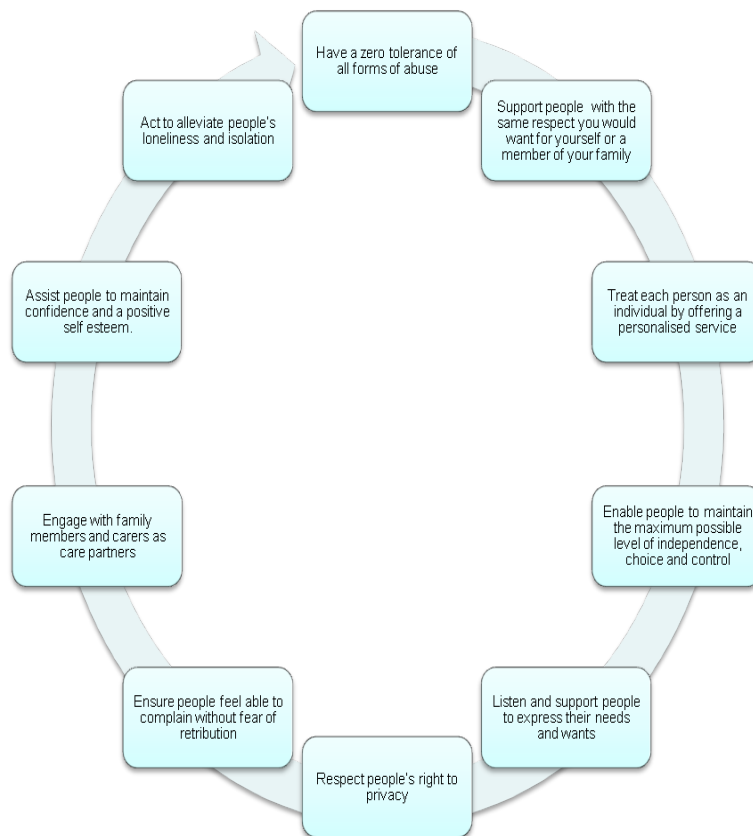 Have a zero tolerance of
all forms of abuse
Support people with the
same respect you would
want for yourself or a
member of your family
Treat each person as an
individual by offering a
personalised service
Enable people to maintain
the maximum possible
level of independence,
choice and control
Listen and support people
to express their needs
and wants
Respect people's right to
privacy
Ensure people feel able to
complain without fear of
retribution
Engage with family
members and carers as
care partners
Assist people to maintain
confidence and a positive
self esteem.
Act to alleviate people's
loneliness and isolation